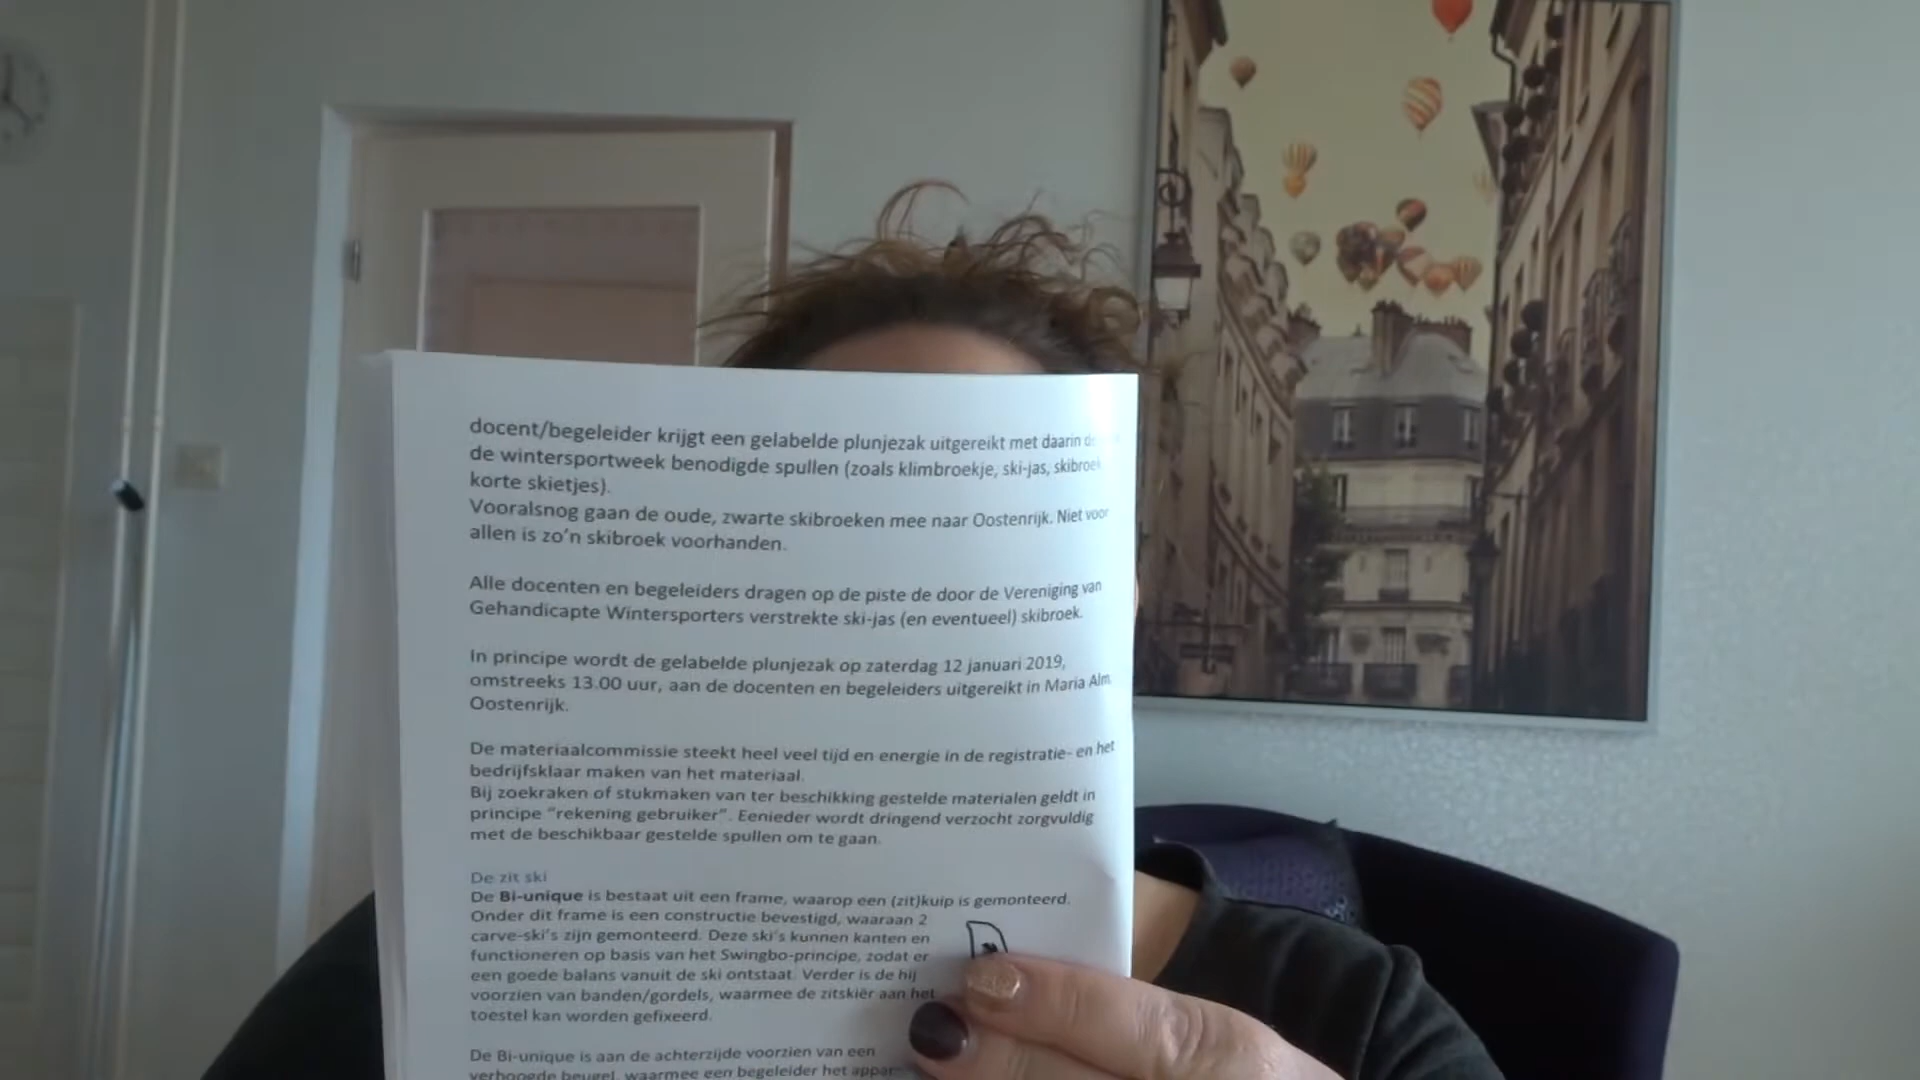 docent/begeleider krijgt een gelabelde plunjezak uitgereikt met daarin
de wintersportweek benodigde spullen (zoals klimbroekje, ski-jas, skibroek
korte skietjes).
Vooralsnog gaan de oude, zwarte skibroeken mee naar Oostenrijk. Niet voor
allen is zo'n skibroek voorhanden.
Alle docenten en begeleiders dragen op de piste de door de Vereniging van
Gehandicapte Wintersporters verstrekte ski-jas (en eventueel) skibroek.
In principe wordt de gelabelde plunjezak op zaterdag 12 januari 2019,
omstreeks 13.00 uur, aan de docenten en begeleiders uitgereikt in Maria Alm
Oostenrijk.
De materiaalcommissie steekt heel veel tijd en energie in de registratie- en het
bedrijfsklaar maken van het materiaal.
Bij zoekraken of stukmaken van ter beschikking gestelde materialen geldt in
principe "rekening gebruiker". Eenieder wordt dringend verzocht zorgvuldig
met de beschikbaar gestelde spullen om te gaan.
De zit ski
De Bi-unique is bestaat uit een frame, waarop een (zit)kuip is gemonteerd.
Onder dit frame is een constructie bevestigd, waaraan 2
carve-ski's zijn gemonteerd. Deze ski's kunnen kanten en
functioneren op basis van het Swingbo-principe, zodat er
een goede balans vanuit de ski ontstaat. Verder is de hij
voorzien van banden/gordels, waarmee de zitskiër aan het
toestel kan worden gefixeerd.
De Bi-unique is aan de achterzijde voorzien van een
verhoogde beugel, waarmee een begeleider het